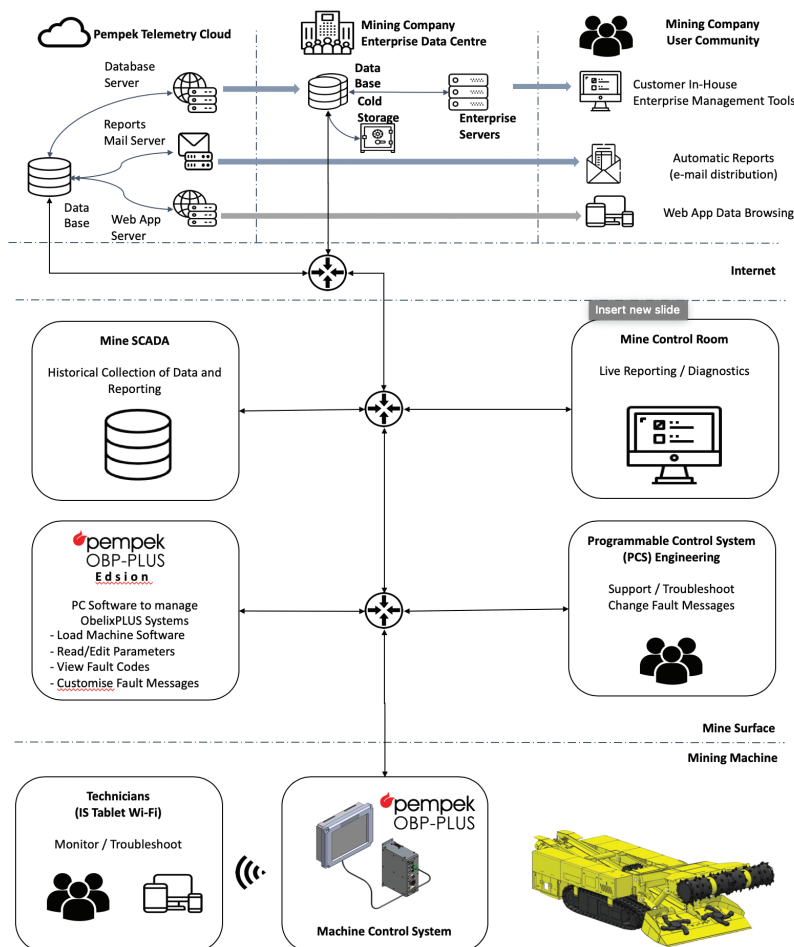 Pempek Telemetry Cloud
Mining Company
Enterprise Data Centre
Mining Company
User Community
Database
Server
Data
Base
Cold
Storage
Enterprise
Servers
Customer In-House
Enterprise Management Tools
Reports
Mail Server
Automatic Reports
(e-mail distribution)
Data
Base
Web App
Server
Web App Data Browsing
Internet
Insert new slide
Mine SCADA
Historical Collection of Data and
Reporting
Mine Control Room
Live Reporting / Diagnostics
pempek
OBP-PLUS
Edsion
PC Software to manage
ObelixPLUS Systems
- Load Machine Software
- Read/Edit Parameters
- View Fault Codes
- Customise Fault Messages
Programmable Control System
(PCS) Engineering
Support / Troubleshoot
Change Fault Messages
Mine Surface
Mining Machine
Technicians
(IS Tablet Wi-Fi)
Monitor / Troubleshoot
pempek
OBP-PLUS
Machine Control System